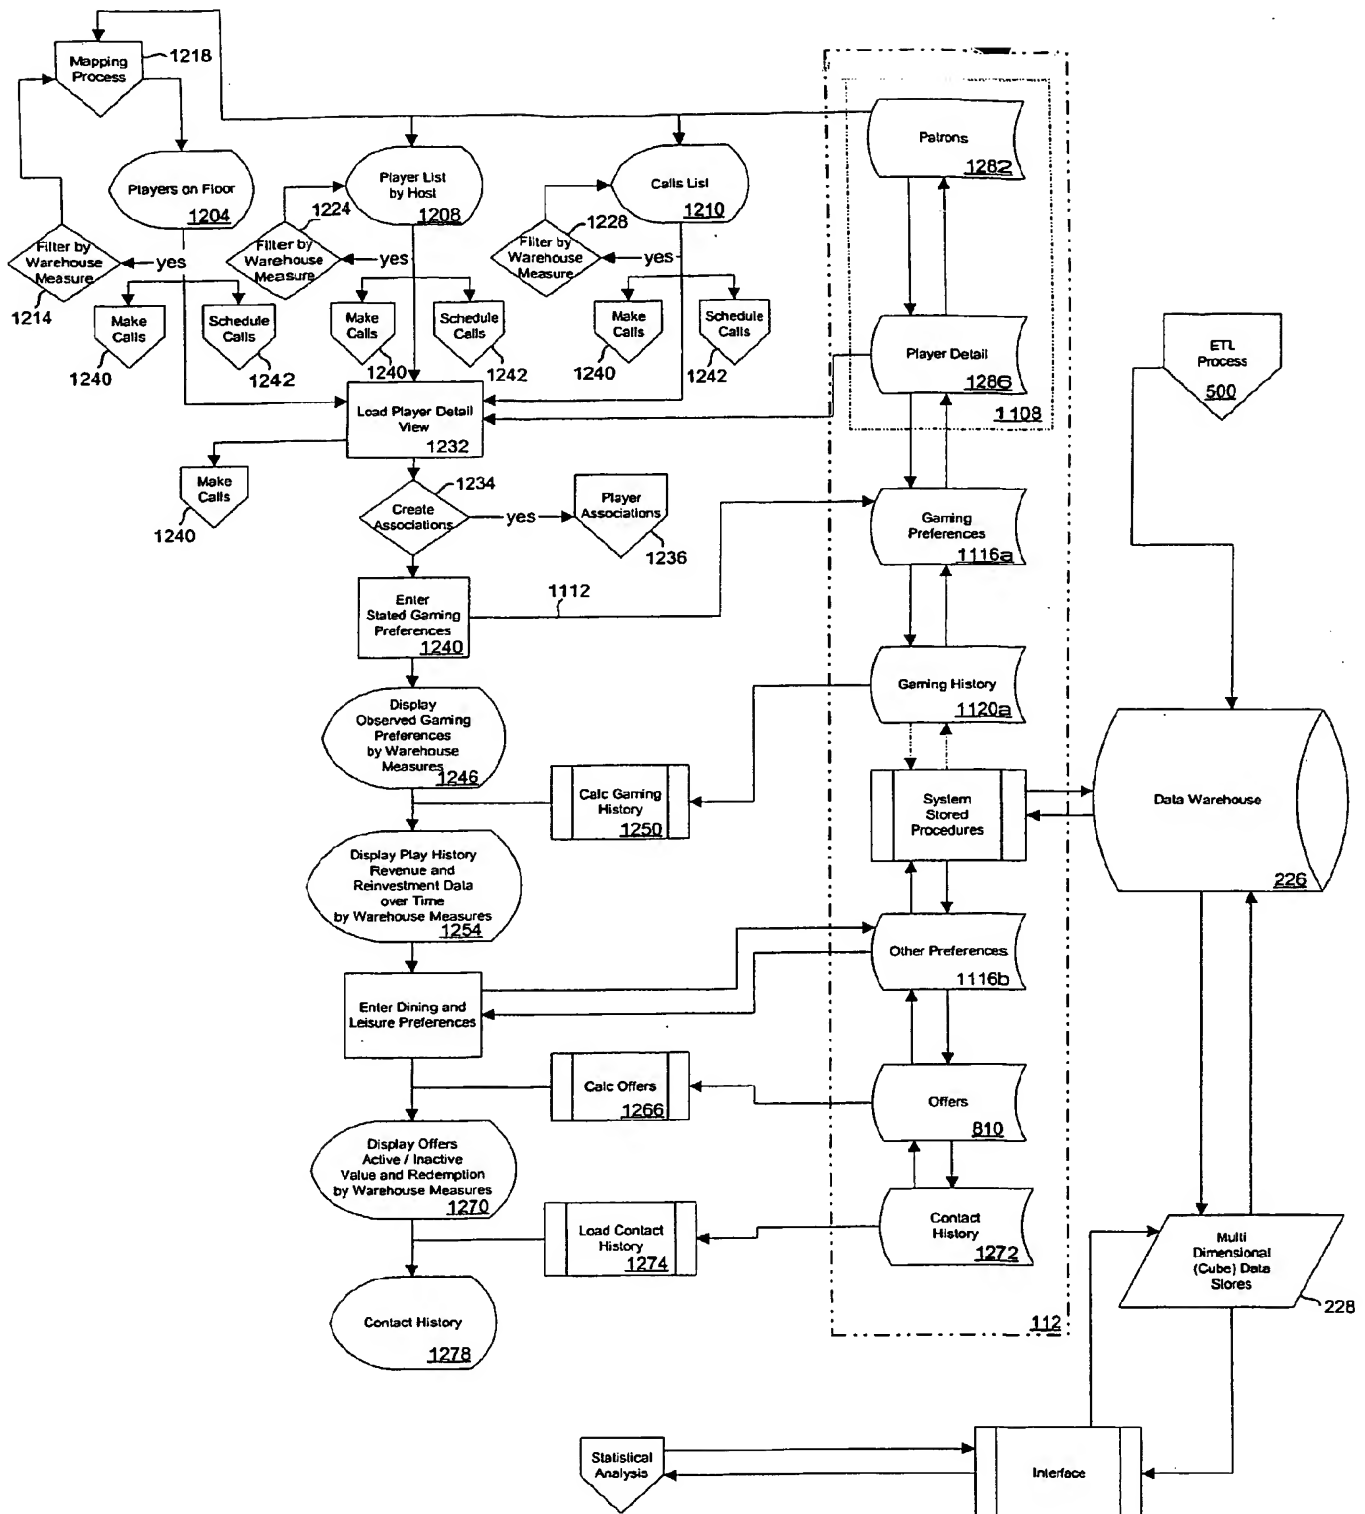 Mapping
Process
1218
Patrons
1282
Players on Floor
1204
Player List
by Host
1208
Calls List
1210
1224
1228
Filter by
Warehouse
Measure
yes
1214
Filter by
Warehouse
Measure
yes
Filter by
Warehouse
Measure
yes
Make
Calls
1240
Schedule
Calls
1242
Make
Calls
1240
Schedule
Calls
1242
Make
Calls
1240
Schedule
Calls
1242
Player Detail
1286
1108
ETL
Process
500
Load Player Detail
View
1232
Make
Calls
1240
1234
Create
Associations
yes
Player
Associations
1236
Gaming
Preferences
1116a
Enter
Stated Gaming
Preferences
1240
1112
Gaming History
1120a
Display
Observed Gaming
Preferences
by Warehouse
Measures
1246
Calc Gaming
History
1250
System
Stored
Procedures
Data Warehouse
226
Display Play History
Revenue and
Reinvestment Data
over Time
by Warehouse Measures
1254
Other Preferences
1116b
Enter Dining and
Leisure Preferences
Calc Offers
1266
Offers
810
Display Offers
Active / Inactive
Value and Redemption
by Warehouse Measures
1270
Load Contact
History
1274
Contact
History
1272
Multi
Dimensional
(Cube) Data
Stores
228
Contact History
1278
112
Statistical
Analysis
Interface